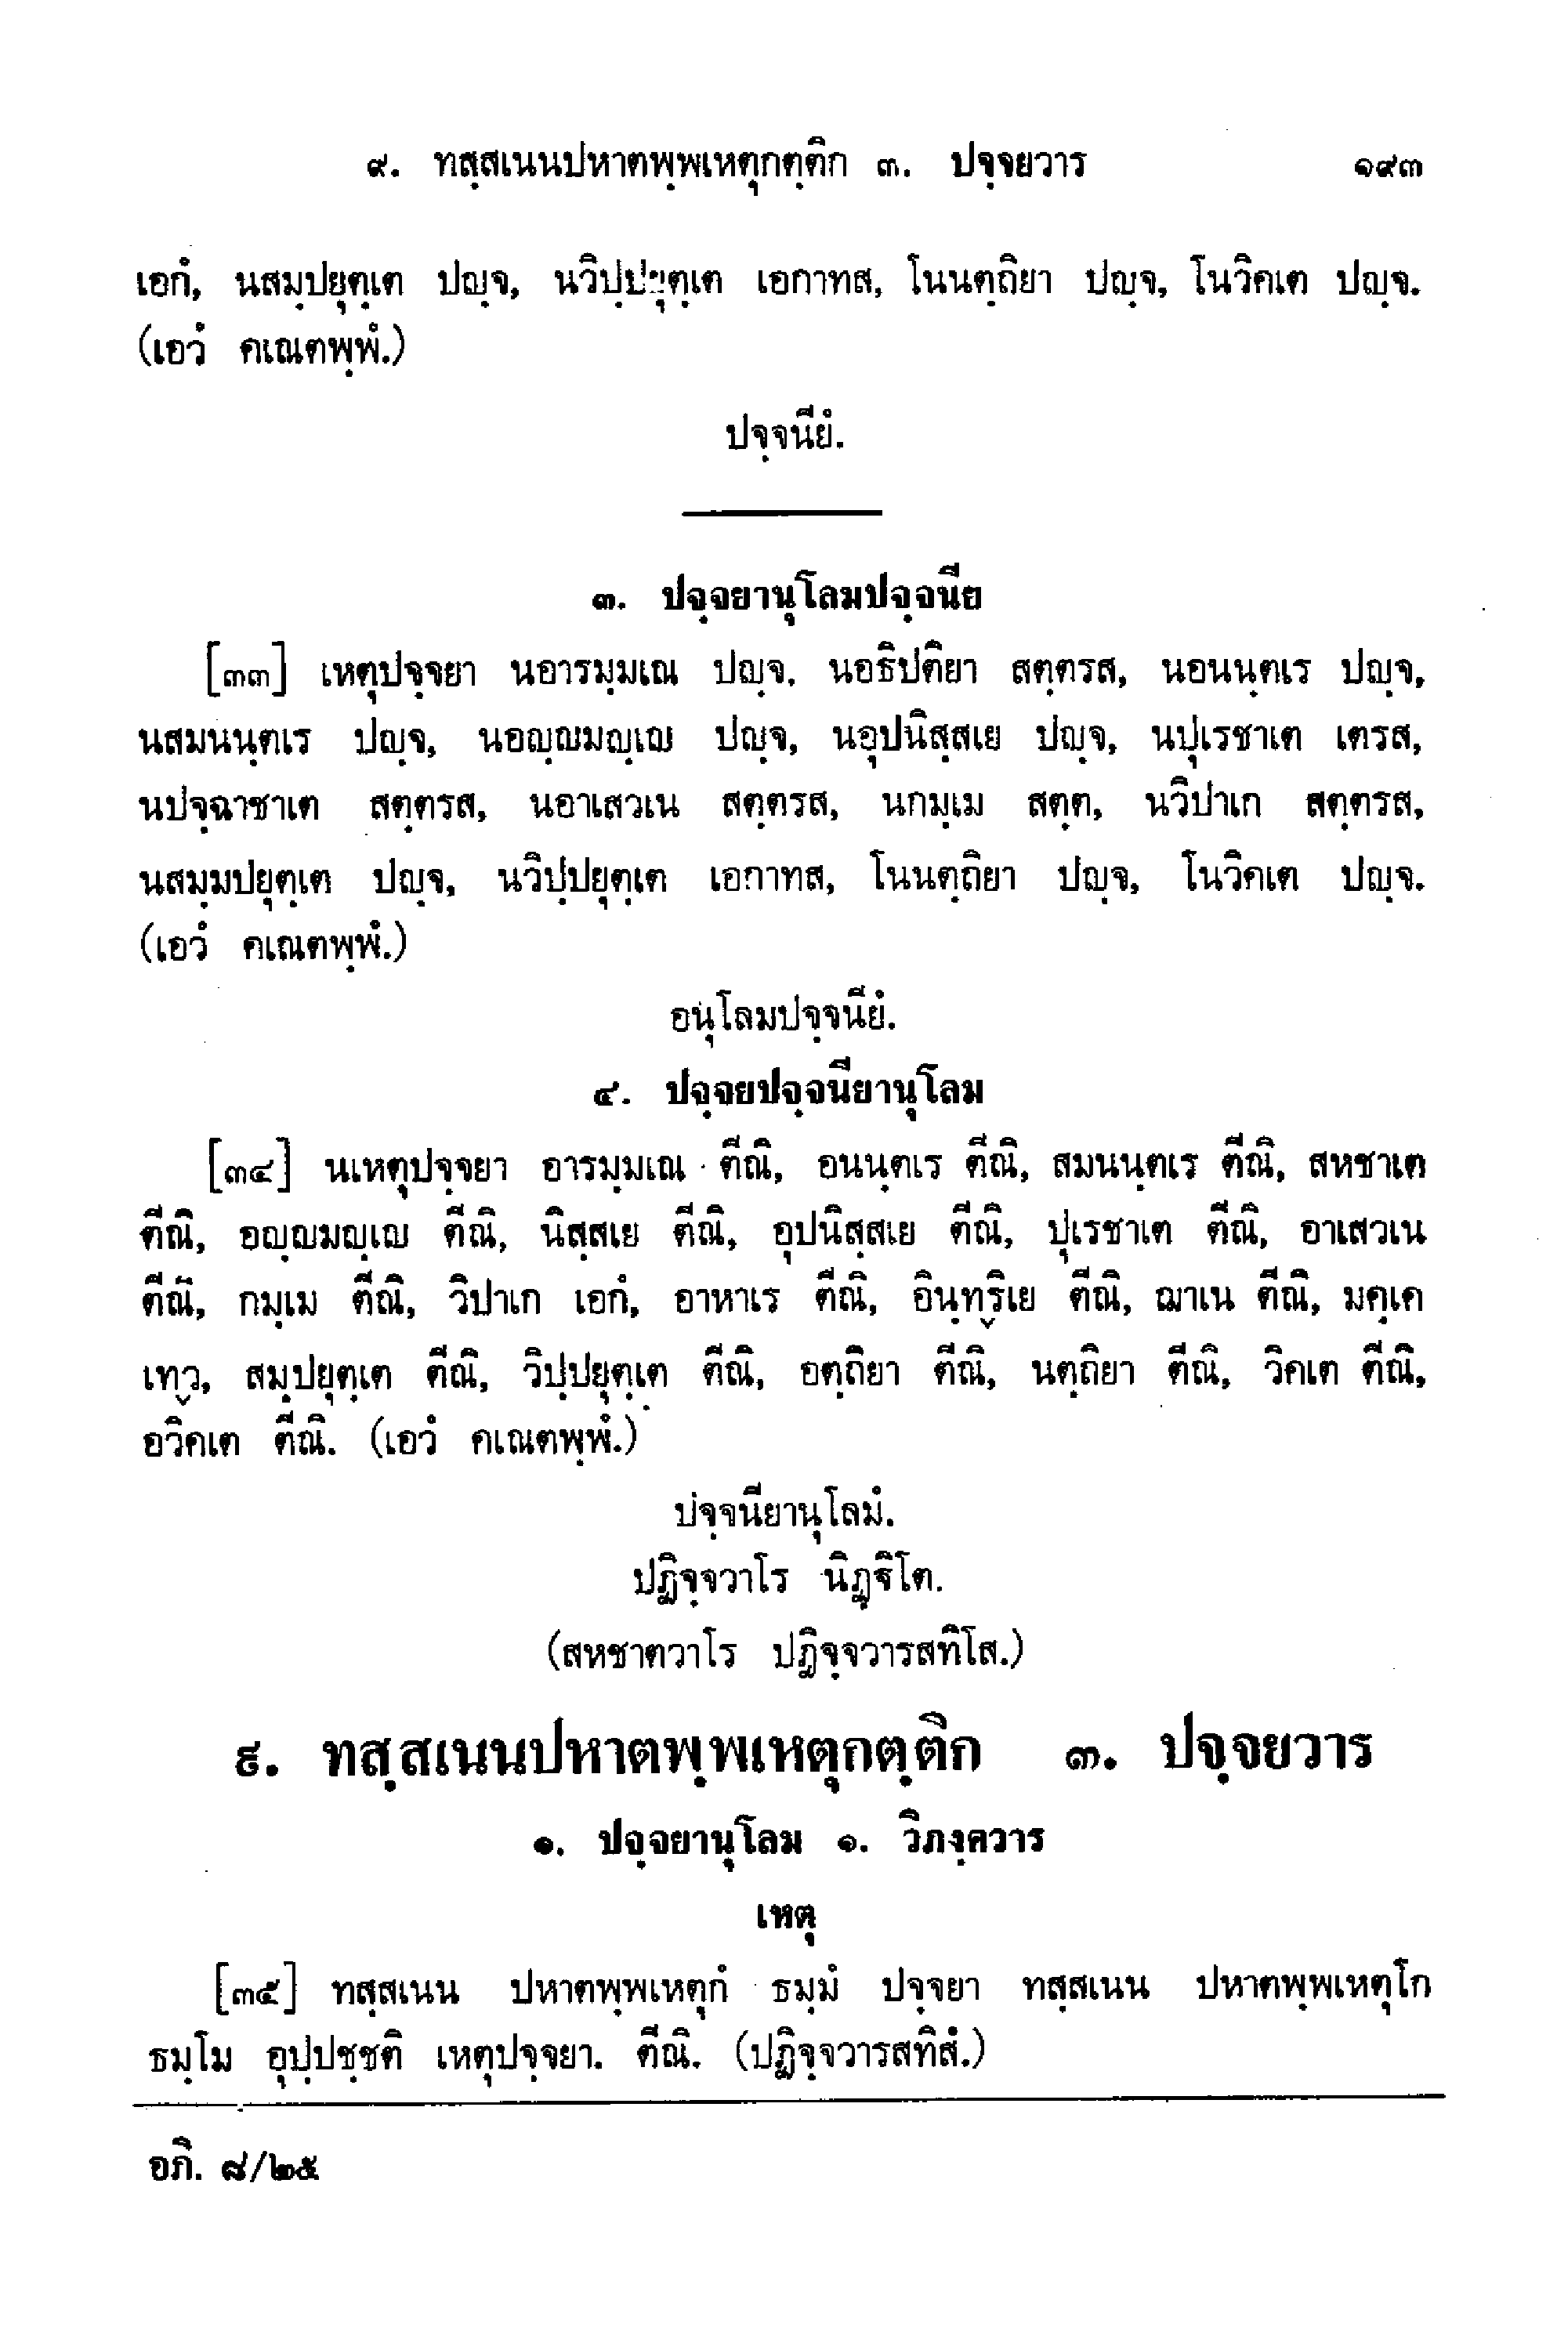 ๙. ทสฺสเนนปหาตพฺพเหตุกตฺติก ๓. ปจฺจยวาร ๑๙๓
เอกํ, นสมฺปยุตฺเต ปญฺจ, นวิปฺปยุตฺเต เอกาทส, โนนตฺถิยา ปญฺจ, โนวิคเต ปญฺจ.
(เอวํ คเณตพฺพํ.)
ปจฺจนียํ.
๓. ปจฺจยานุโลมปจฺจนีย
[๓๓] เหตุปจฺจยา นอารมฺมเณ ปญฺจ, นอธิปติยา สตฺตรส, นอนนฺตเร ปญฺจ,
นสมนนฺตเร ปญฺจ, นอญฺญมญฺเญ ปญฺจ, นอุปนิสฺสเย ปญฺจ, นปุเรชาเต เตรส,
นปจฺฉาชาเต สตฺตรส, นอาเสวเน สตฺตรส, นกมฺเม สตฺต, นวิปาเก สตฺตรส,
นสมฺมปยุตฺเต ปญฺจ, นวิปฺปยุตฺเต เอกาทส, โนนตฺถิยา ปญฺจ, โนวิคเต ปญฺจ.
(เอวํ คเณตพฺพํ.)
อนุโลมปจฺจนียํ.
๔. ปจฺจยปจฺจนียานุโลม
[๓๔] นเหตุปจฺจยา อารมฺมเณ ตีณิ, อนนฺตเร ตีณิ, สมนนฺตเร ตีณิ, สหชาเต
ตีณิ, อญฺญมญฺเญ ตีณิ, นิสฺสเย ตีณิ, อุปนิสฺสเย ตีณิ, ปุเรชาเต ตีณิ, อาเสวเน
ตีณิ, กมฺเม ตีณิ, วิปาเก เอกํ, อาหาเร ตีณิ, อินฺทฺริเย ตีณิ, ฌาเน ตีณิ, มคฺเค
เทฺว, สมฺปยุตฺเต ตีณิ, วิปฺปยุตฺเต ตีณิ, อตฺถิยา ตีณิ, นตฺถิยา ตีณิ, วิคเต ตีณิ,
อวิคเต ตีณิ. (เอวํ คเณตพฺพํ.)
ปจฺจนียานุโลมํ.
ปฏิจฺจวาโร นิฏฺฐิโต.
(สหชาตวาโร ปฏิจฺจวารสทิโส.)
๙. ทสฺสเนนปหาตพฺพเหตุกตฺติก ๓. ปจฺจยวาร
๑. ปจฺจยานุโลม ๑. วิภงฺควาร
เหตุ
[๓๕] ทสฺสเนน ปหาตพฺพเหตุกํ ธมฺมํ ปจฺจยา ทสฺสเนน ปหาตพฺพเหตุโก
ธมฺโม อุปฺปชฺชติ เหตุปจฺจยา. ตีณิ. (ปฏิจฺจวารสทิสํ.)
อภิ. ๘/๒๕